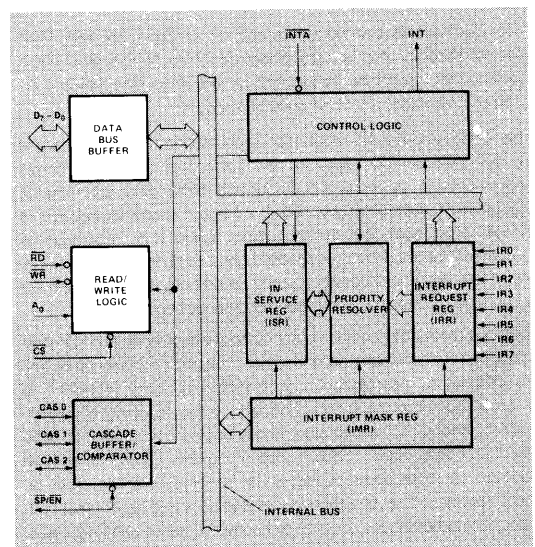 INTA
INT
D7 – D0
DATA
BUS
BUFFER
CONTROL LOGIC
RD
WR
A0
CS
READ/
WRITE
LOGIC
IN
SERVICE
REG
(ISR)
PRIORITY
RESOLVER
INTERRUPT
REQUEST
REG
(IRR)
IR0
IR1
IR2
IR3
IR4
IR5
IR6
IR7
CAS 0
CAS 1
CAS 2
SP/EN
CASCADE
BUFFER/
COMPARATOR
INTERRUPT MASK REG
(IMR)
INTERNAL BUS